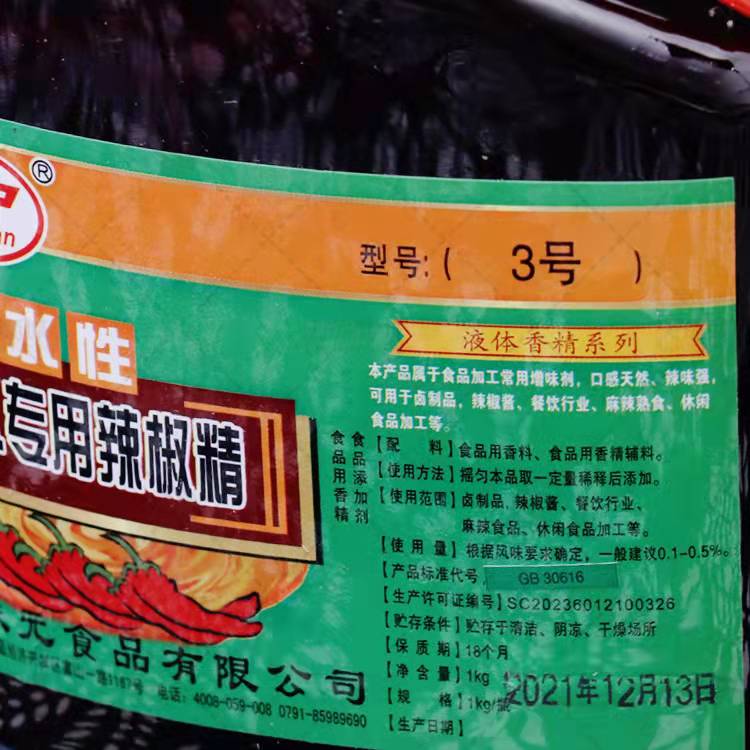 ®
型号:( 3号 )
水性
液体香精系列
专用辣椒精
本产品属于食品加工常用增味剂，口感天然、辣味强，
可用于卤制品，辣椒酱、餐饮行业、麻辣熟食、休闲
食品加工等。
食品用香精
食品添加剂
【配 料】食品用香料、食品用香精辅料。
【使用方法】摇匀本品取一定量稀释后添加。
【使用范围】卤制品, 辣椒酱、餐饮行业、
麻辣食品、休闲食品加工等。
【使 用 量】根据风味要求确定，一般建议0.1-0.5%。
【产品标准代号】 GB 30616
【生产许可证编号】SC20236012100326
【贮存条件】贮存于清洁、阴凉、干燥场所
【保 质 期】18个月
【净 含 量】1kg
【规 格】1kg/
【生产日期】
2021年12月13日
元食品有限公司
一路1167号 电话: 4008-059-008 0791-85989690